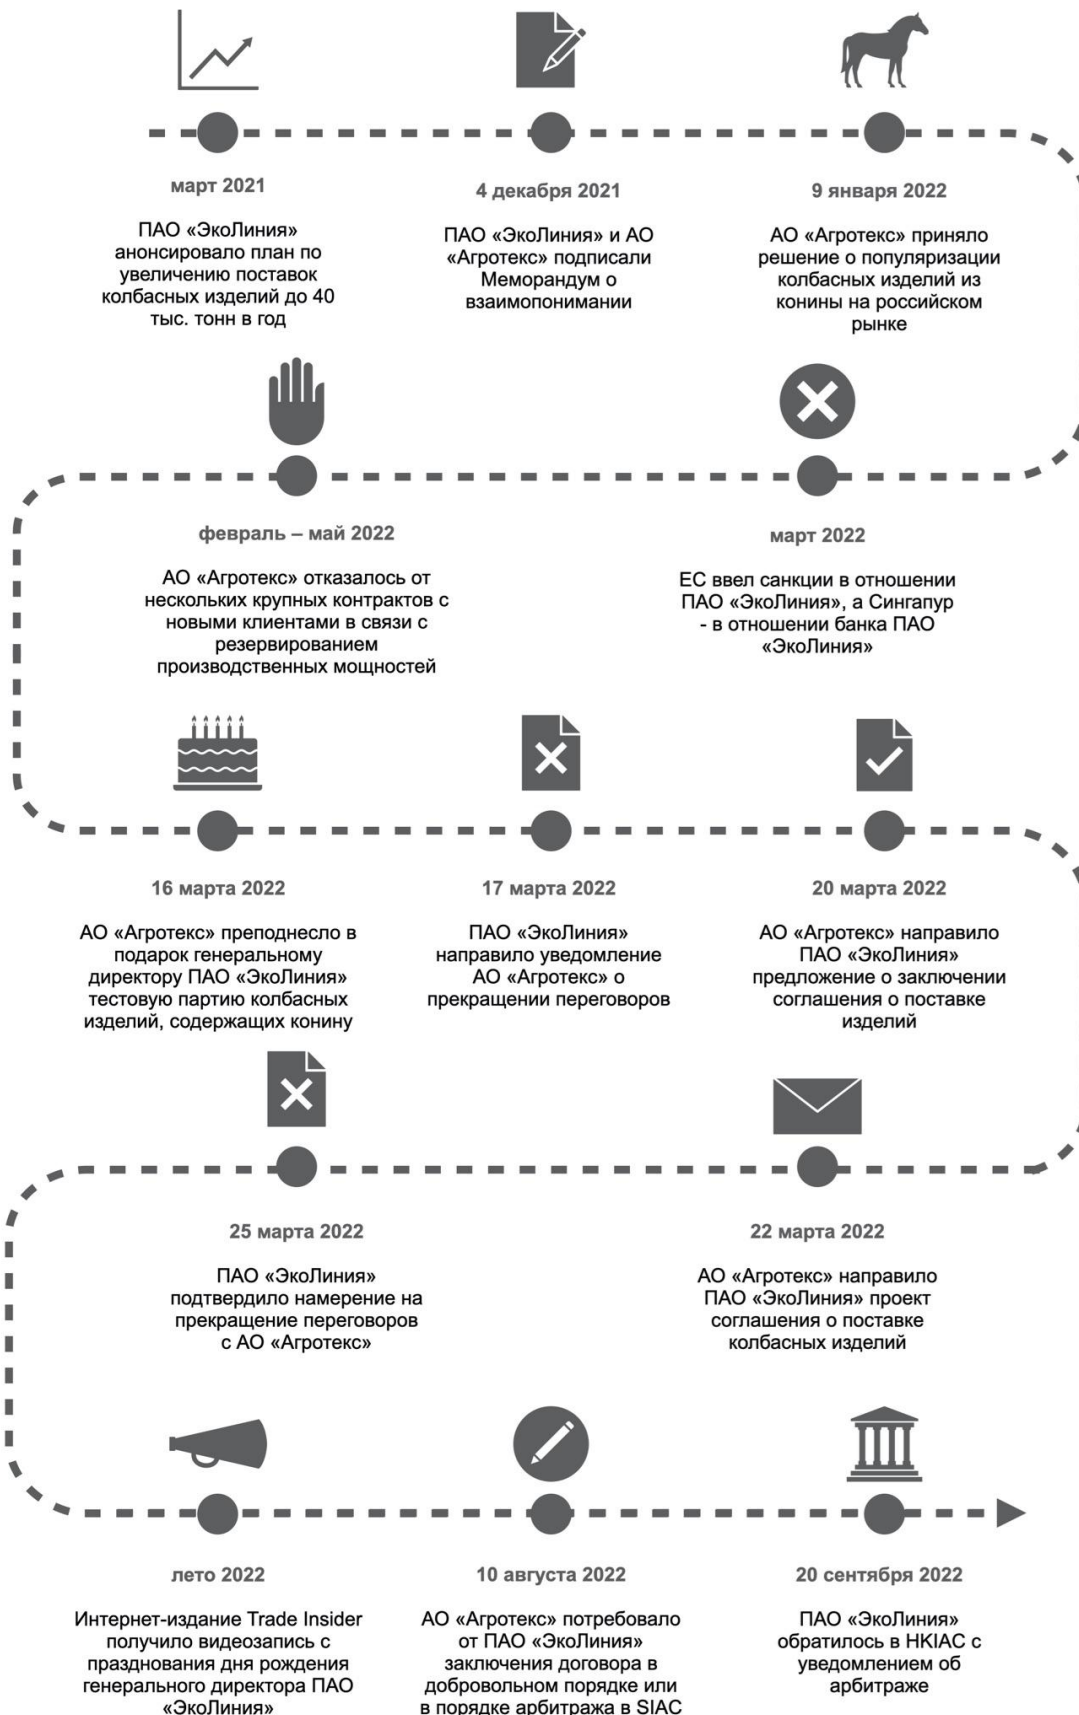 март 2021
ПАО «ЭкоЛиния»
анонсировало план по
увеличению поставок
колбасных изделий до 40
тыс. тонн в год
4 декабря 2021
ПАО «ЭкоЛиния» и АО
«Агротекс» подписали
Меморандум о
взаимопонимании
9 января 2022
АО «Агротекс» приняло
решение о популяризации
колбасных изделий из
конины на российском
рынке
февраль – май 2022
АО «Агротекс» отказалось от
нескольких крупных контрактов с
новыми клиентами в связи с
резервированием
производственных мощностей
март 2022
ЕС ввел санкции в отношении
ПАО «ЭкоЛиния», а Сингапур
- в отношении банка ПАО
«ЭкоЛиния»
16 марта 2022
АО «Агротекс» преподнесло в
подарок генеральному
директору ПАО «ЭкоЛиния»
тестовую партию колбасных
изделий, содержащих конину
17 марта 2022
ПАО «ЭкоЛиния»
направило уведомление
АО «Агротекс» о
прекращении переговоров
20 марта 2022
АО «Агротекс» направило
ПАО «ЭкоЛиния»
предложение о заключении
соглашения о поставке
изделий
25 марта 2022
ПАО «ЭкоЛиния»
подтвердило намерение на
прекращение переговоров
с АО «Агротекс»
22 марта 2022
АО «Агротекс» направило
ПАО «ЭкоЛиния» проект
соглашения о поставке
колбасных изделий
лето 2022
Интернет-издание Trade Insider
получило видеозапись с
празднования дня рождения
генерального директора ПАО
«ЭкоЛиния»
10 августа 2022
АО «Агротекс» потребовало
от ПАО «ЭкоЛиния»
заключения договора в
добровольном порядке или
в порядке арбитража в SIAC
20 сентября 2022
ПАО «ЭкоЛиния»
обратилось в HKIAC с
уведомлением об
арбитраже